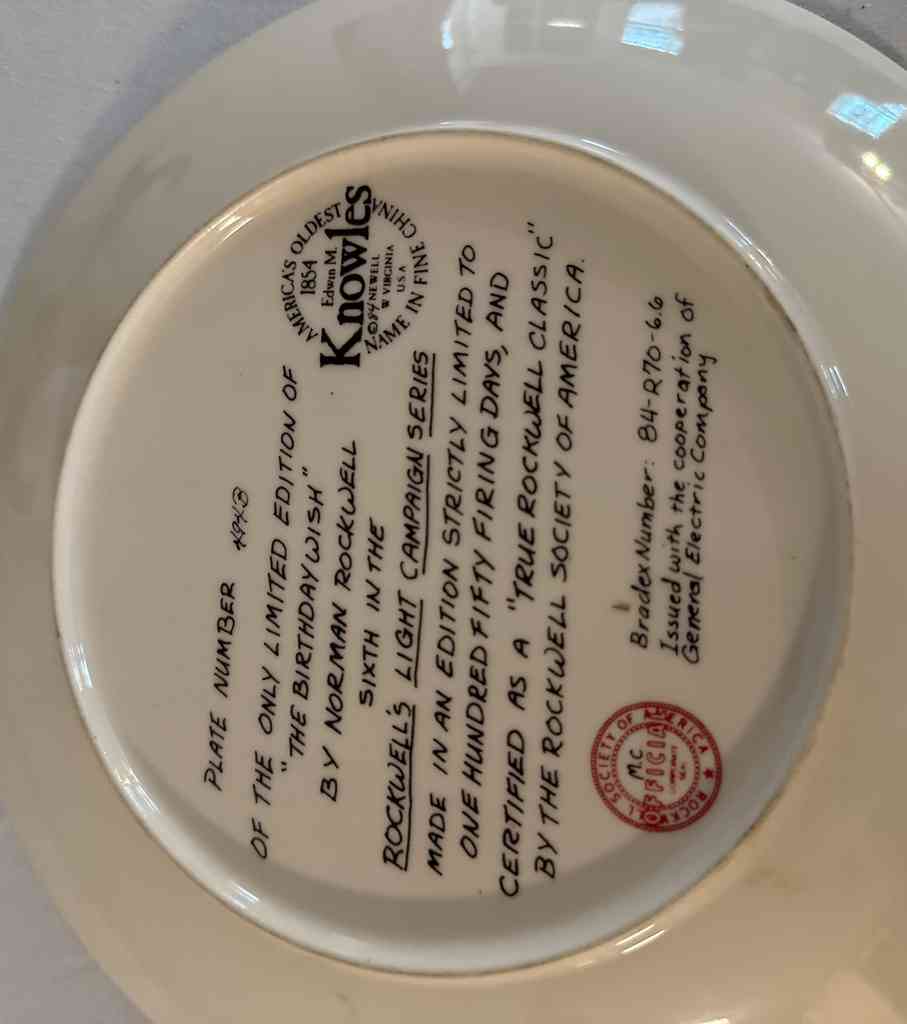 PLATE NUMBER
OF THE ONLY LIMITED EDITION OF
"THE BIRTHDAY WISH"
BY NORMAN ROCKWELL
SIXTH IN THE
ROCKWELL'S LIGHT CAMPAIGN SERIES
MADE IN AN EDITION STRICTLY LIMITED TO
ONE HUNDRED FIFTY FIRING DAYS, AND
CERTIFIED AS A "TRUE ROCKWELL CLASSIC"
BY THE ROCKWELL SOCIETY OF AMERICA.
AMERICA'S OLDEST
1854
Edwin M.
Knowles
©84 NEWELL
W VIRGINIA
U.S.A
NAME IN FINE CHINA
Bradex Number: 84-R70-6.6
Issued with the cooperation of
General Electric Company
ROCKWELL SOCIETY OF AMERICA
M.C.
OFFICIAL